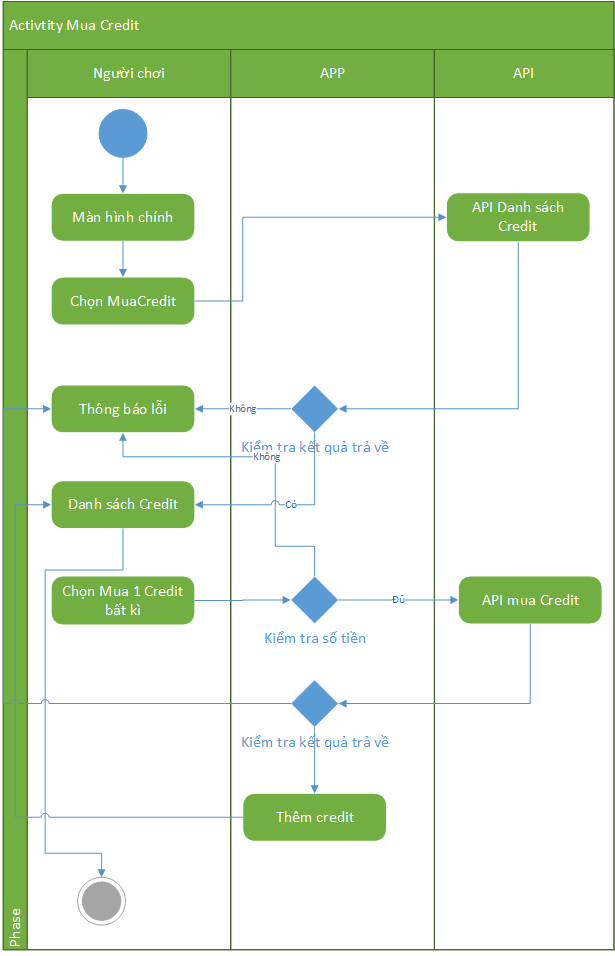 Activtity Mua Credit
Người chơi
APP
API
Màn hình chính
API Danh sách
Credit
Chọn MuaCredit
Thông báo lỗi
Không
Kiểm tra kết quả trả về
Không
Danh sách Credit
Có
Chọn Mua 1 Credit
bất kì
Đủ
API mua Credit
Kiểm tra số tiền
Kiểm tra kết quả trả về
Thêm credit
Phase